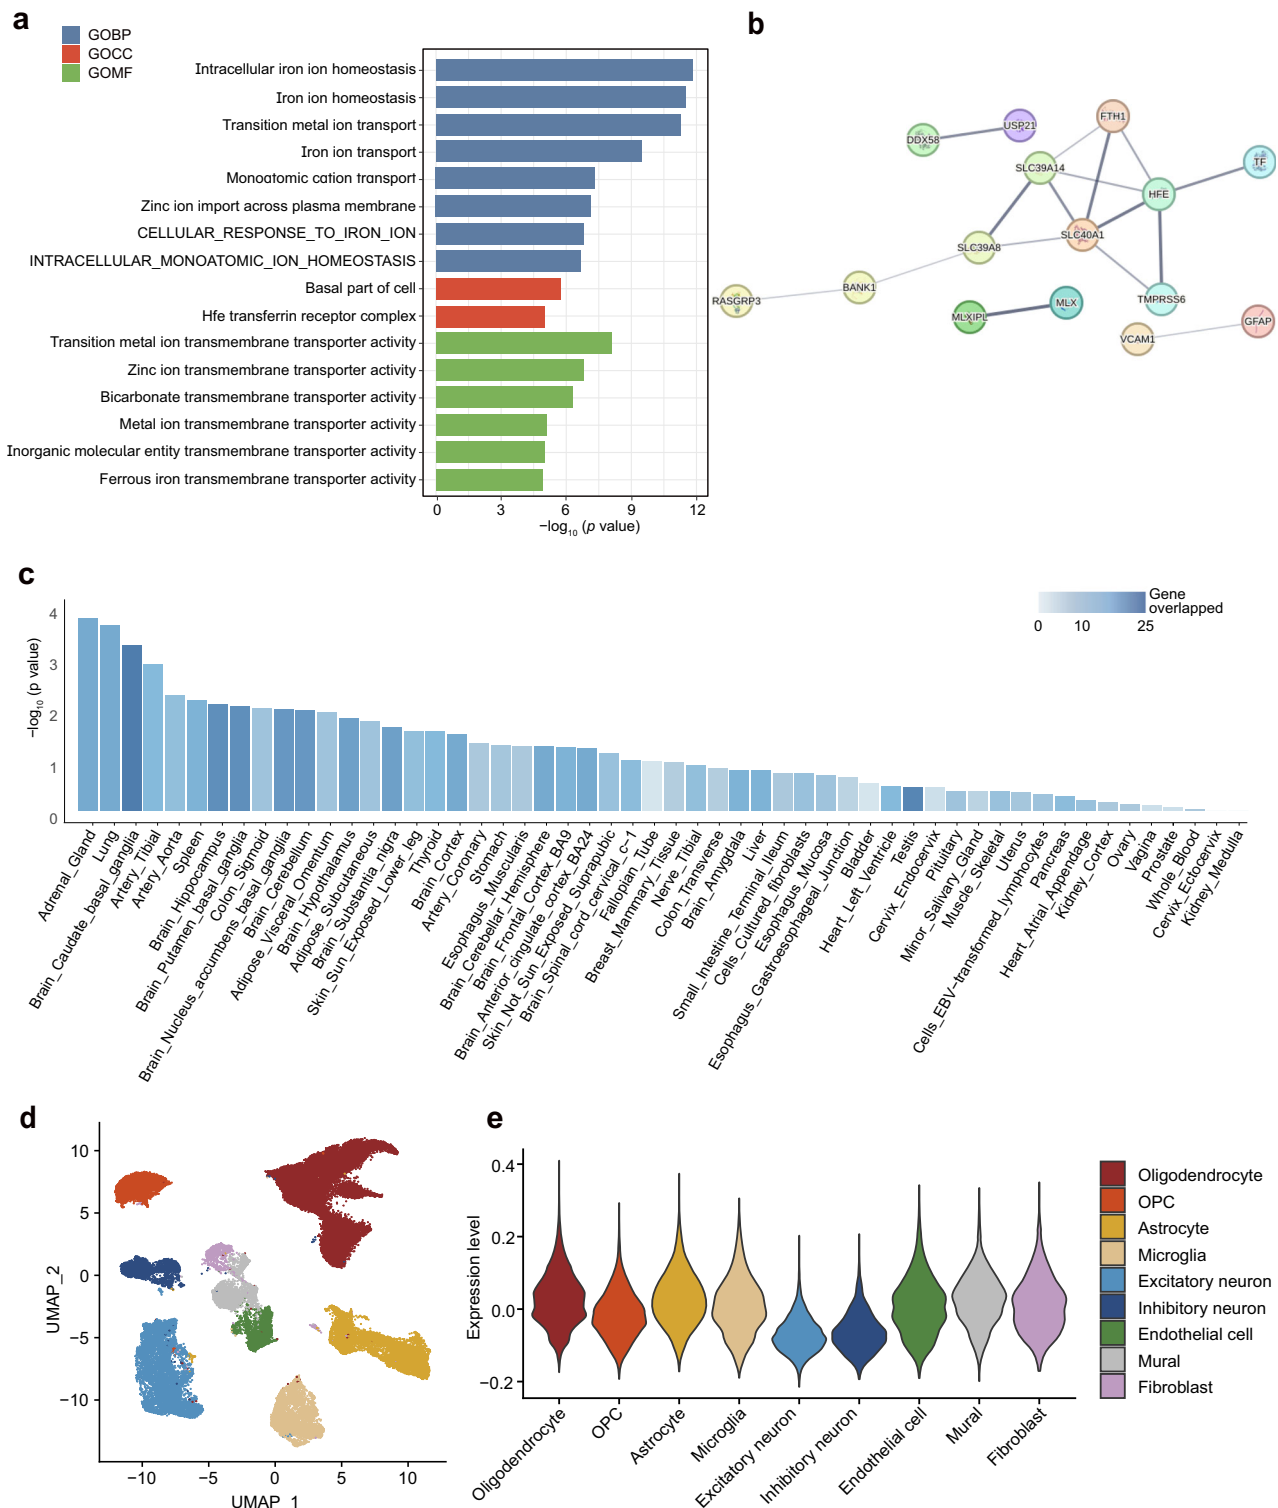 a
GOBP
GOCC
GOMF
Intracellular iron ion homeostasis
Iron ion homeostasis
Transition metal ion transport
Iron ion transport
Monoatomic cation transport
Zinc ion import across plasma membrane
CELLULAR_RESPONSE_TO_IRON_ION
INTRACELLULAR_MONOATOMIC_ION_HOMEOSTASIS
Basal part of cell
Hfe transferrin receptor complex
Transition metal ion transmembrane transporter activity
Zinc ion transmembrane transporter activity
Bicarbonate transmembrane transporter activity
Metal ion transmembrane transporter activity
Inorganic molecular entity transmembrane transporter activity
Ferrous iron transmembrane transporter activity
0 3 6 9 12
−log10 (p value)
b
DDX58
USP21
FTH1
SLC39A14
TF
HFE
SLC40A1
SLC39A8
BANK1
RASGRP3
TMPRSS6
MLX
MLXIPL
VCAM1
GFAP
c
−log10 (p value)
4
3
2
1
0
Gene
overlapped
0 10 25
Adrenal_Gland
Lung
Brain_Caudate_basal_ganglia
Artery_Tibial
Artery_Aorta
Spleen
Brain_Hippocampus
Brain_Putamen_basal_ganglia
Colon_Sigmoid
Brain_Nucleus_accumbens_basal_ganglia
Brain_Cerebellum
Adipose_Visceral_Omentum
Brain_Hypothalamus
Adipose_Subcutaneous
Brain_Substantia_nigra
Skin_Sun_Exposed_Lower_leg
Thyroid
Brain_Cortex
Artery_Coronary
Stomach
Esophagus_Muscularis
Brain_Cerebellar_Hemisphere
Brain_Frontal_Cortex_BA9
Brain_Anterior_cingulate_cortex_BA24
Skin_Not_Sun_Exposed_Suprapubic
Brain_Spinal_cord_cervical_c−1
Fallopian_Tube
Breast_Mammary_Tissue
Nerve_Tibial
Colon_Transverse
Brain_Amygdala
Liver
Small_Intestine_Terminal_Ileum
Cells_Cultured_fibroblasts
Esophagus_Mucosa
Esophagus_Gastroesophageal_Junction
Bladder
Heart_Left_Ventricle
Testis
Cervix_Endocervix
Pituitary
Minor_Salivary_Gland
Muscle_Skeletal
Uterus
Cells_EBV−transformed_lymphocytes
Pancreas
Heart_Atrial_Appendage
Kidney_Cortex
Ovary
Vagina
Prostate
Whole_Blood
Cervix_Ectocervix
Kidney_Medulla
d
UMAP_2
10
5
0
−5
−10
−10 −5 0 5 10
UMAP_1
e
Expression level
0.4
0.2
0.0
−0.2
Oligodendrocyte
OPC
Astrocyte
Microglia
Excitatory neuron
Inhibitory neuron
Endothelial cell
Mural
Fibroblast
Oligodendrocyte
OPC
Astrocyte
Microglia
Excitatory neuron
Inhibitory neuron
Endothelial cell
Mural
Fibroblast